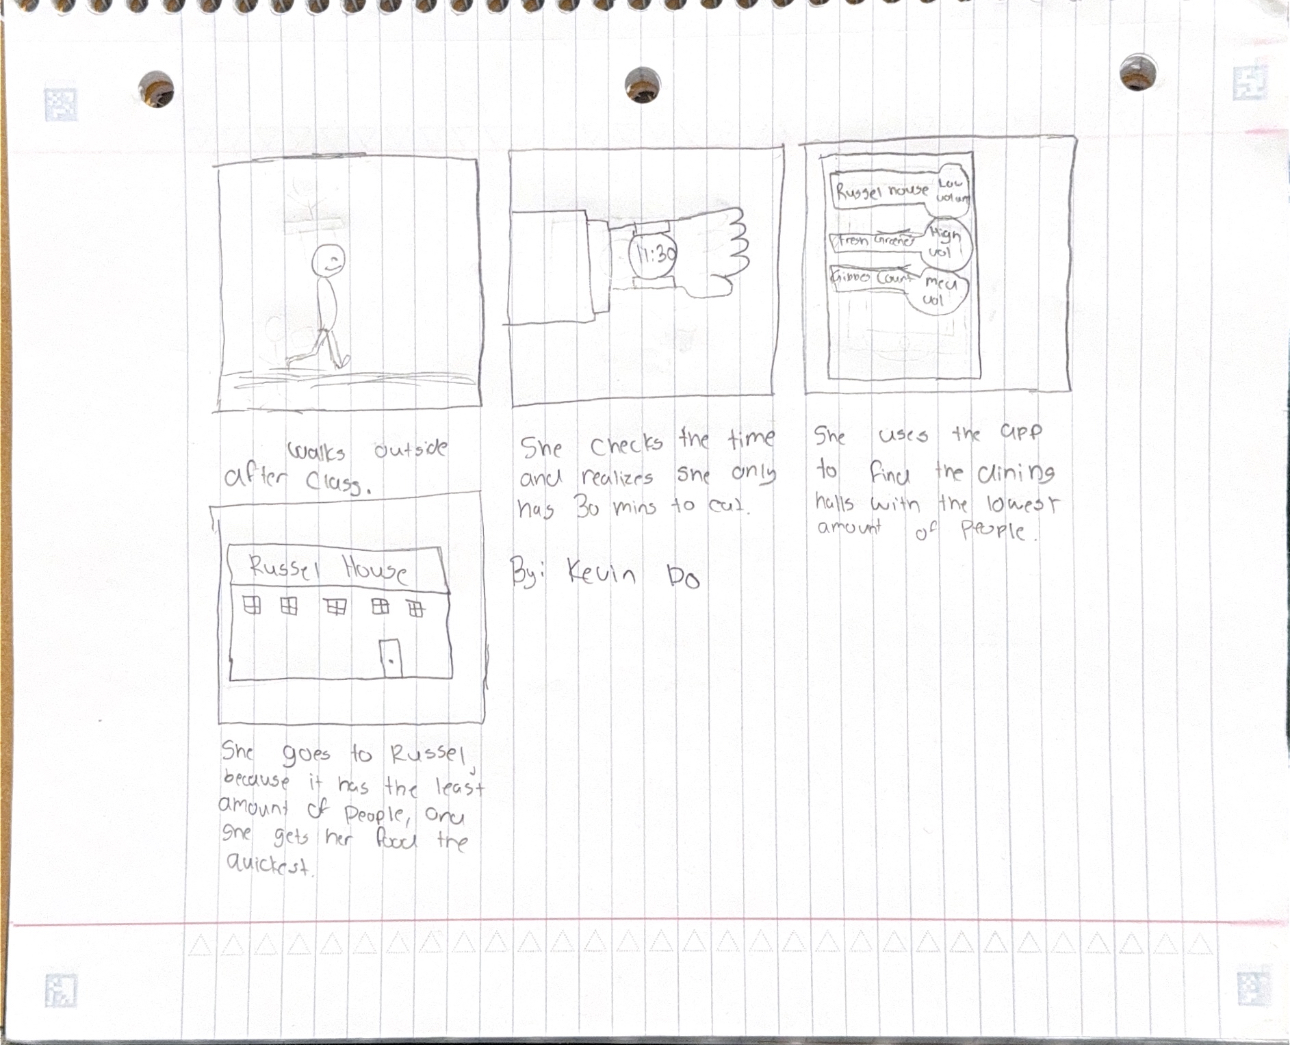 11:30
Russel House
Low
volum
Fresh Greene's
High
vol
Gibbes Court
med
vol
walks outside
after class.
She checks the time
and realizes she only
has 30 mins to eat.
She uses the app
to find the dining
halls with the lowest
amount of people.
Russel House
By: Kevin Do
She goes to Russel,
because it has the least
amount of people, and
she gets her food the
quickest.